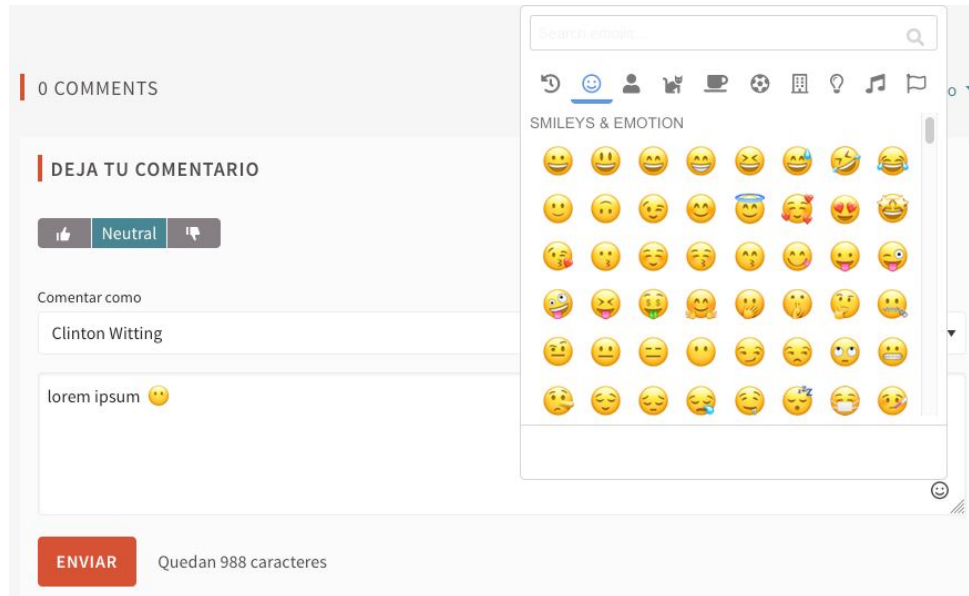 Search emojis...
0 COMMENTS
o
SMILEYS & EMOTION
DEJA TU COMENTARIO
Neutral
Comentar como
Clinton Witting
lorem ipsum 😶
ENVIAR
Quedan 988 caracteres